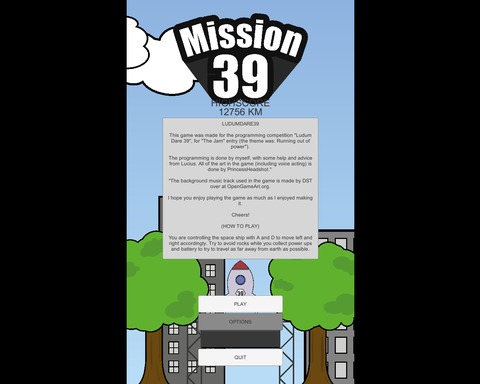 Mission
39
HIGHSCORE
12756 KM
LUDUMDARE39
This game was made for the programming competition "Ludum
Dare 39", for "The Jam" entry (the theme was: Running out of
power").
The programming is done by myself, with some help and advice
from Lucius. All of the art in the game (including voice acting) is
done by PrincessHeadshot.*
*The background music track used in the game is made by DST
over at OpenGameArt.org.
I hope you enjoy playing the game as much as I enjoyed making
it.
Cheers!
(HOW TO PLAY)
You are controlling the space ship with A and D to move left and
right accordingly. Try to avoid rocks while you collect power ups
and battery to try to travel as far away from earth as possible.
39
PLAY
OPTIONS
QUIT